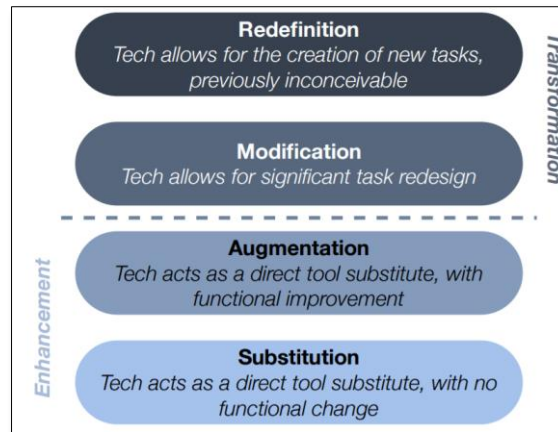 Redefinition
Tech allows for the creation of new tasks,
previously inconceivable
Modification
Tech allows for significant task redesign
Transformation
Augmentation
Tech acts as a direct tool substitute, with
functional improvement
Substitution
Tech acts as a direct tool substitute, with no
functional change
Enhancement